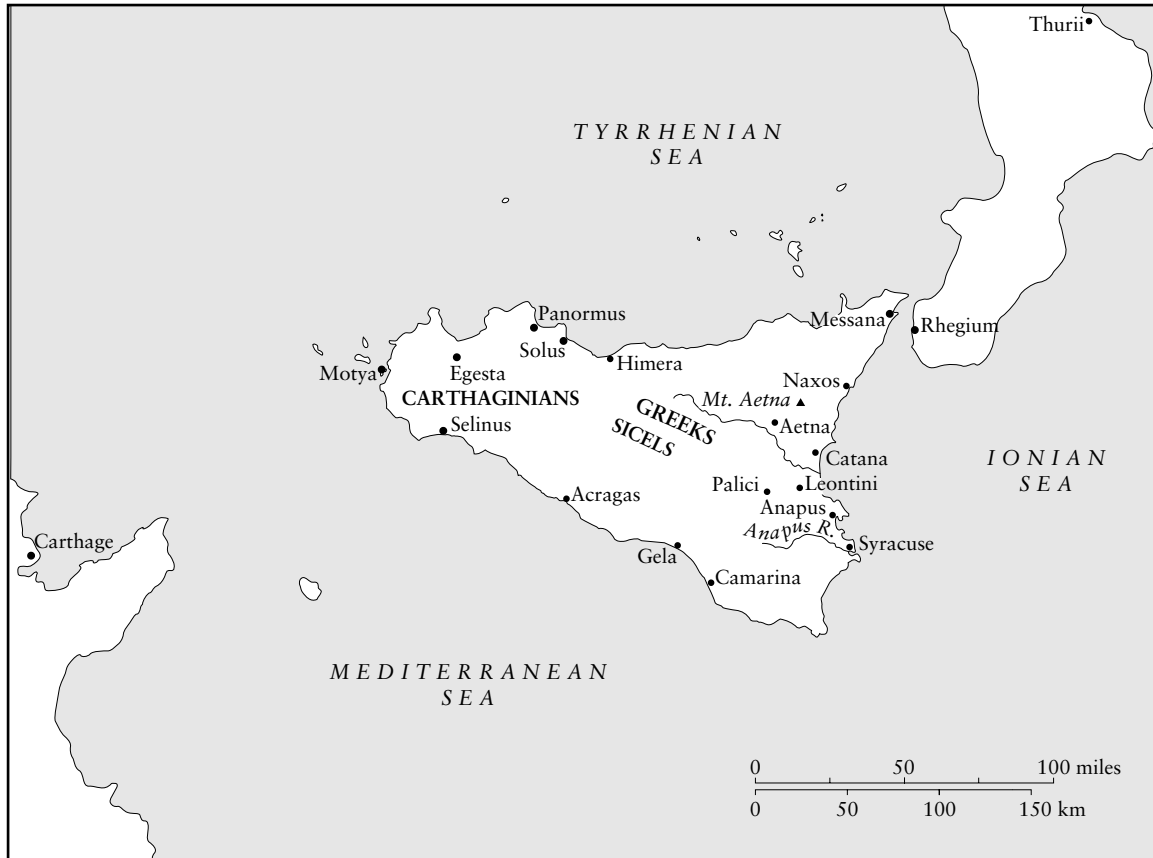 Thurii
TYRRHENIAN
SEA
Panormus
Messana
Rhegium
Solus
Himera
Motya
Egesta
Naxos
CARTHAGINIANS
Mt. Aetna
GREEKS
SICELS
Selinus
Aetna
Catana
IONIAN
SEA
Palici
Leontini
Acragas
Anapus
Anapus R.
Carthage
Syracuse
Gela
Camarina
MEDITERRANEAN
SEA
0 50 100 miles
0 50 100 150 km